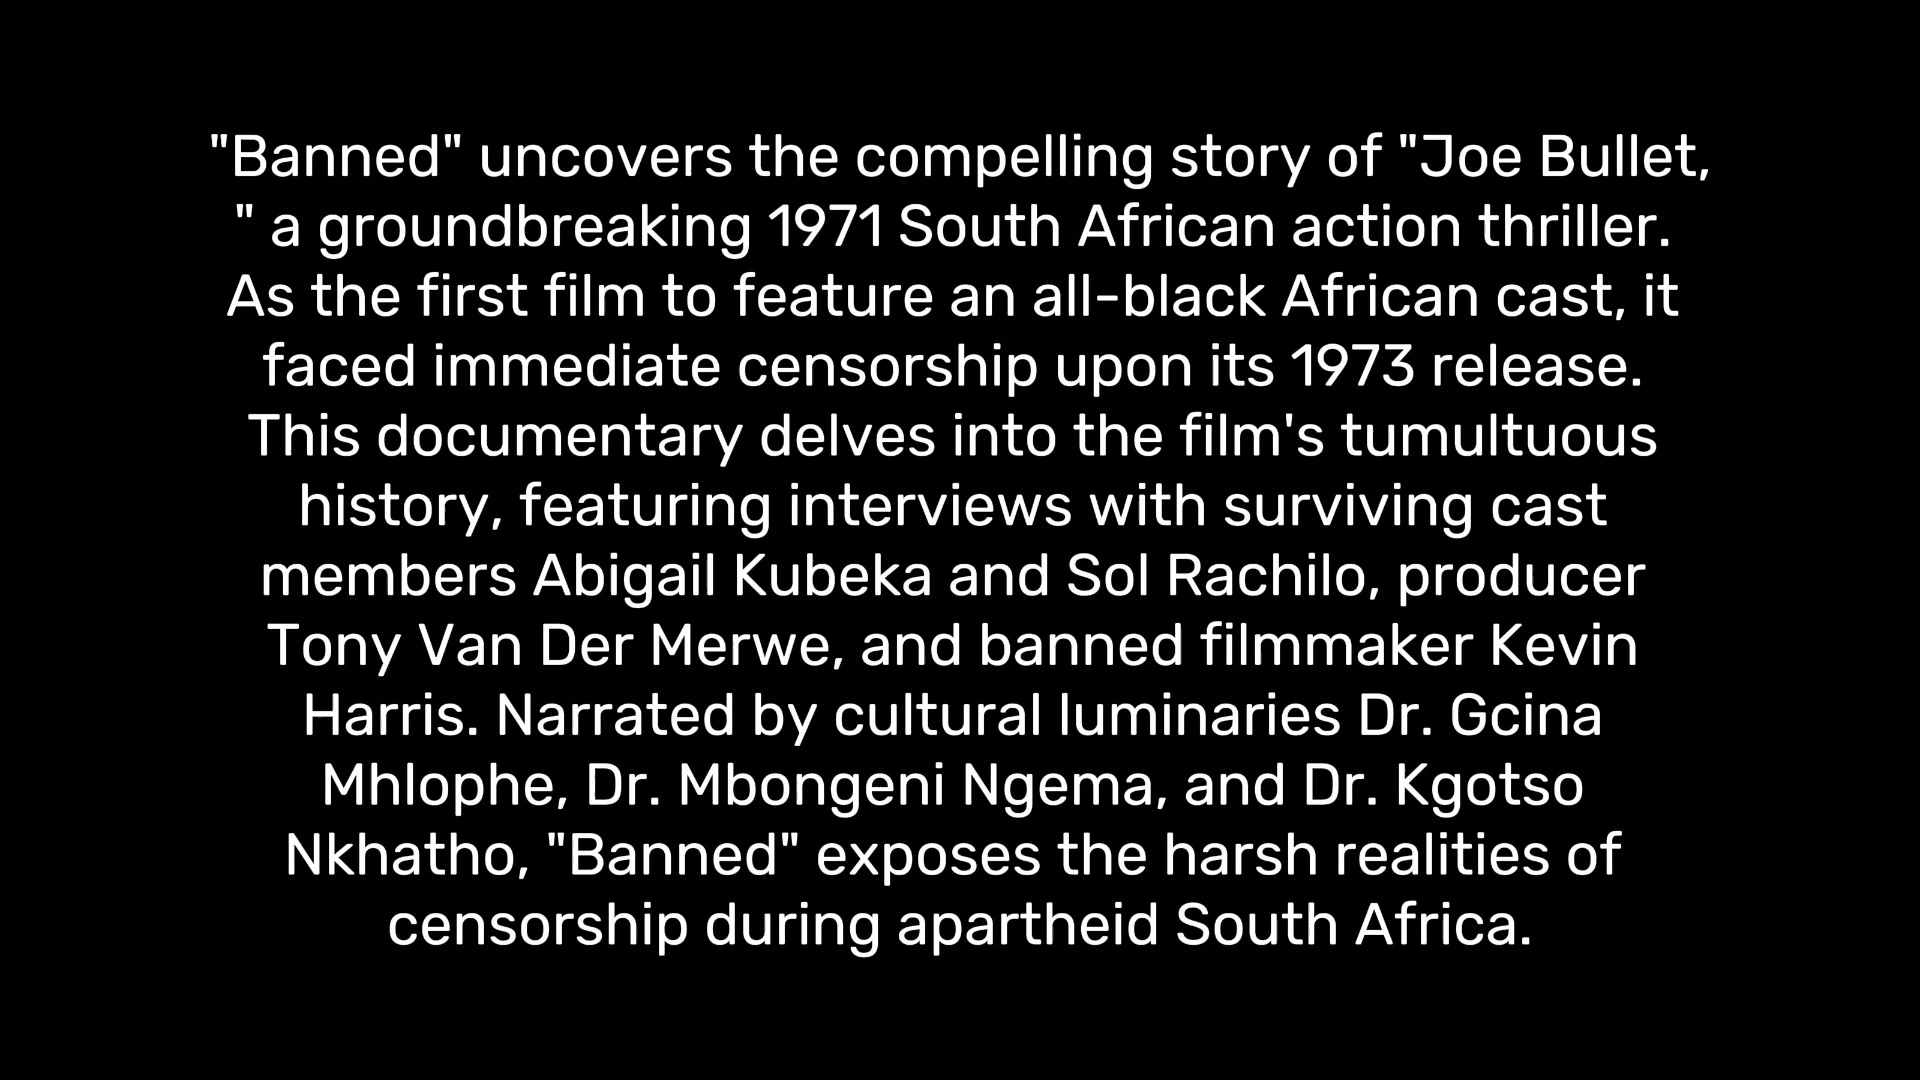 "Banned" uncovers the compelling story of "Joe Bullet,
" a groundbreaking 1971 South African action thriller.
As the first film to feature an all-black African cast, it
faced immediate censorship upon its 1973 release.
This documentary delves into the film's tumultuous
history, featuring interviews with surviving cast
members Abigail Kubeka and Sol Rachilo, producer
Tony Van Der Merwe, and banned filmmaker Kevin
Harris. Narrated by cultural luminaries Dr. Gcina
Mhlophe, Dr. Mbongeni Ngema, and Dr. Kgotso
Nkhatho, "Banned" exposes the harsh realities of
censorship during apartheid South Africa.